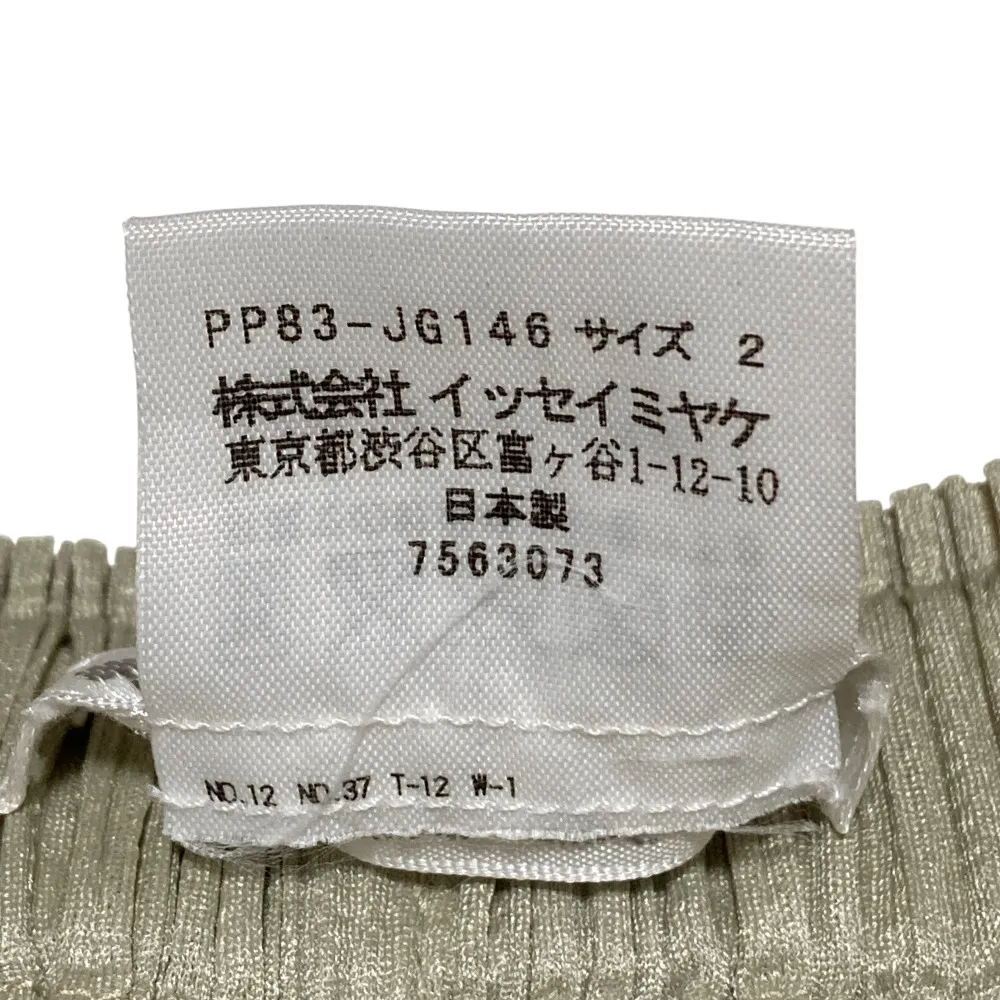 PP83-JG146 サイズ 2
株式会社 イッセイミヤケ
東京都渋谷区富ヶ谷1-12-10
日本製
7563073
NO.12 NO.37 T-12 W-1